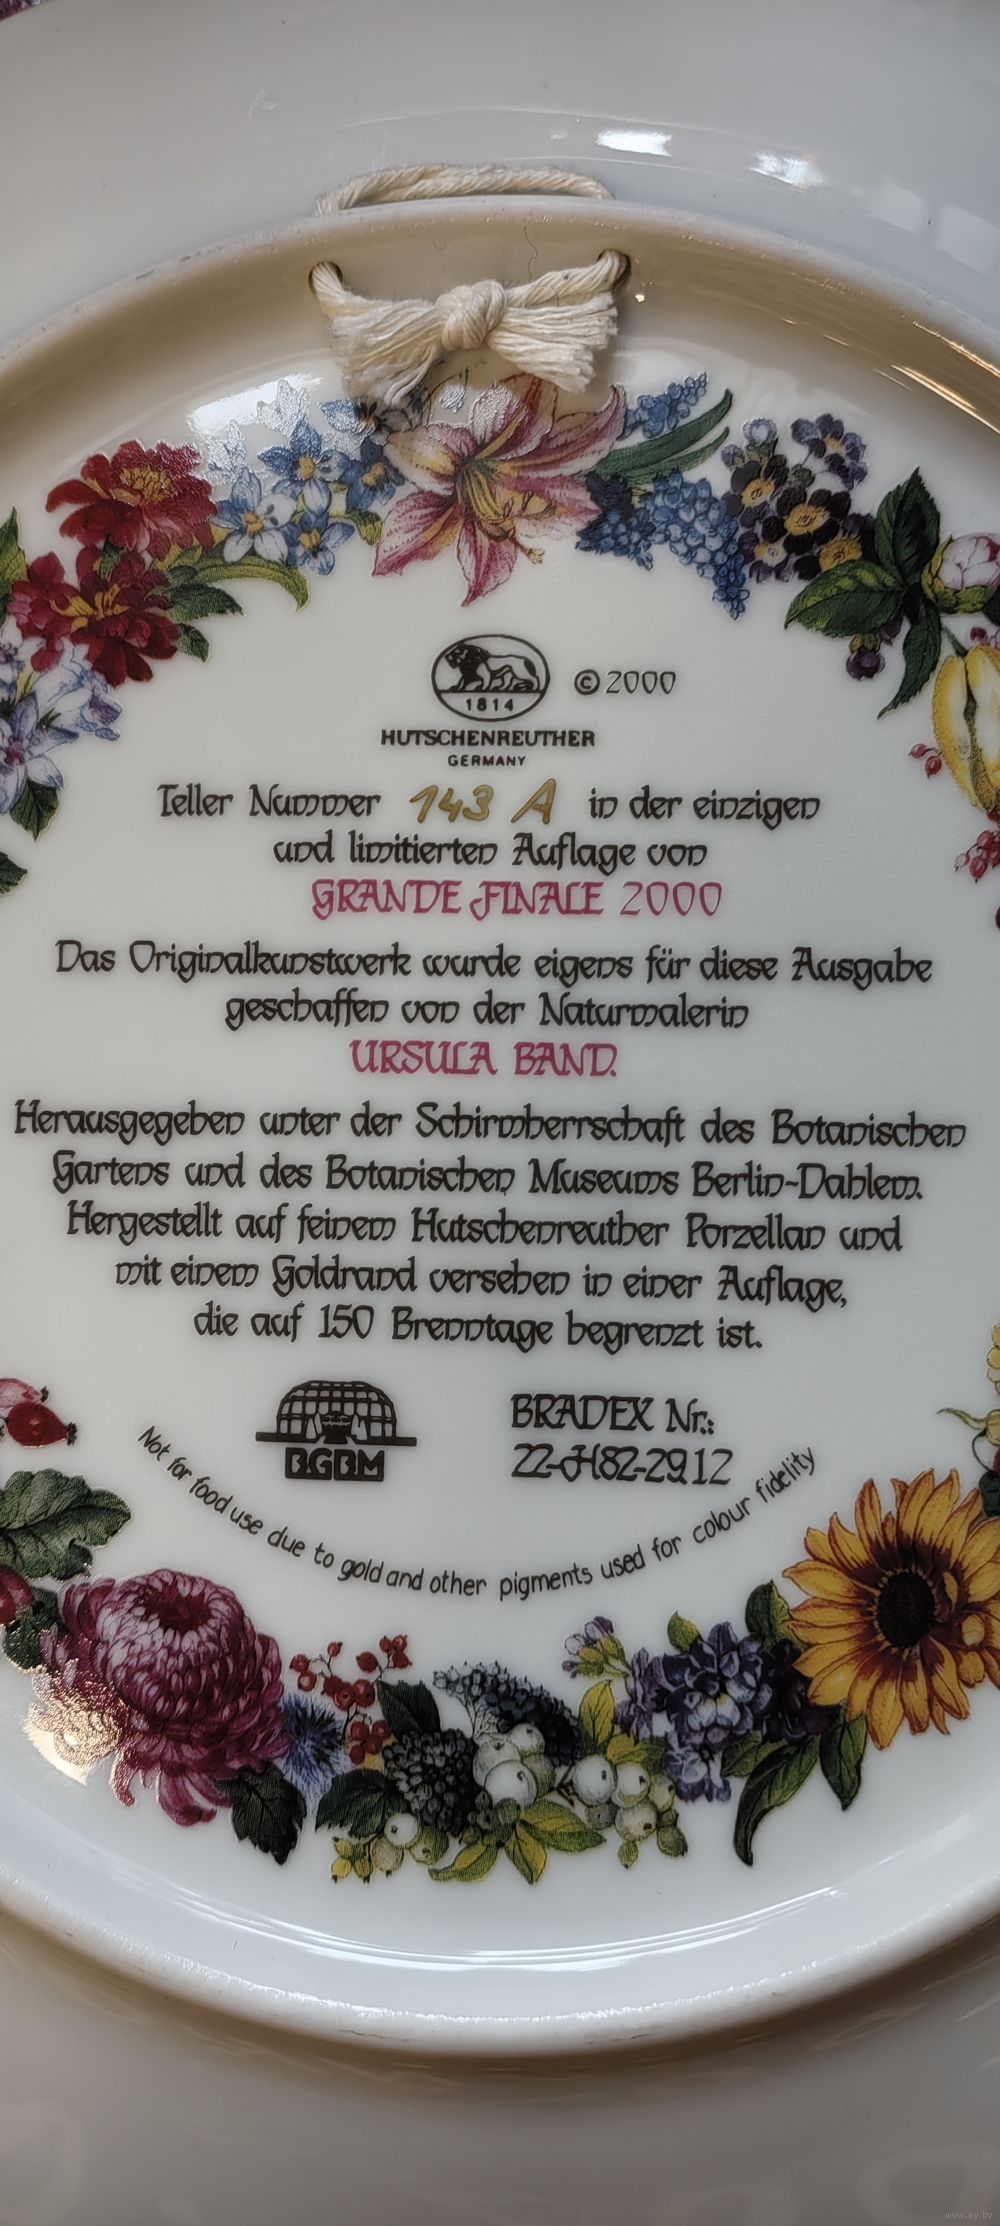 1814
©2000
HUTSCHENREUTHER
GERMANY
Teller Nummer 143 A in der einzigen
und limitierten Auflage von
GRANDE FINALE 2000
Das Originalkunstwerk wurde eigens für diese Ausgabe
geschaffen von der Naturmalerin
URSULA BAND.
Herausgegeben unter der Schirmherrschaft des Botanischen
Gartens und des Botanischen Museums Berlin-Dahlem.
Hergestellt auf feinem Hutschenreuther Porzellan und
mit einem Goldrand versehen in einer Auflage,
die auf 150 Brenntage begrenzt ist.
BGBM
BRADEX Nr.:
22-H82-29.12
Not for food use due to gold and other pigments used for colour fidelity
www.ay.by